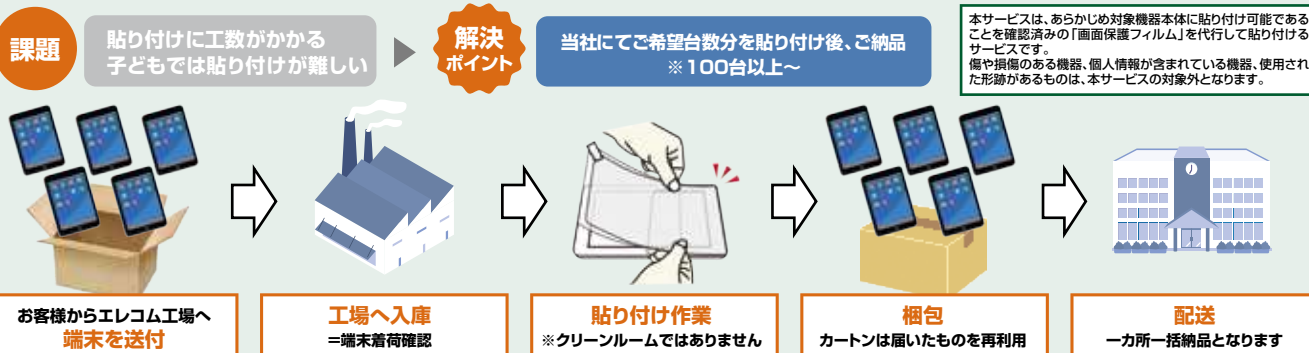 課題
貼り付けに工数がかかる
子どもでは貼り付けが難しい
解決
ポイント
当社にてご希望台数分を貼り付け後、ご納品
※100台以上~
本サービスは、あらかじめ対象機器本体に貼り付け可能である
ことを確認済みの「画面保護フィルム」を代行して貼り付ける
サービスです。
傷や損傷のある機器、個人情報が含まれている機器、使用され
た形跡があるものは、本サービスの対象外となります。
お客様からエレコム工場へ
端末を送付
工場へ入庫
=端末着荷確認
貼り付け作業
※クリーンルームではありません
梱包
カートンは届いたものを再利用
配送
一カ所一括納品となります